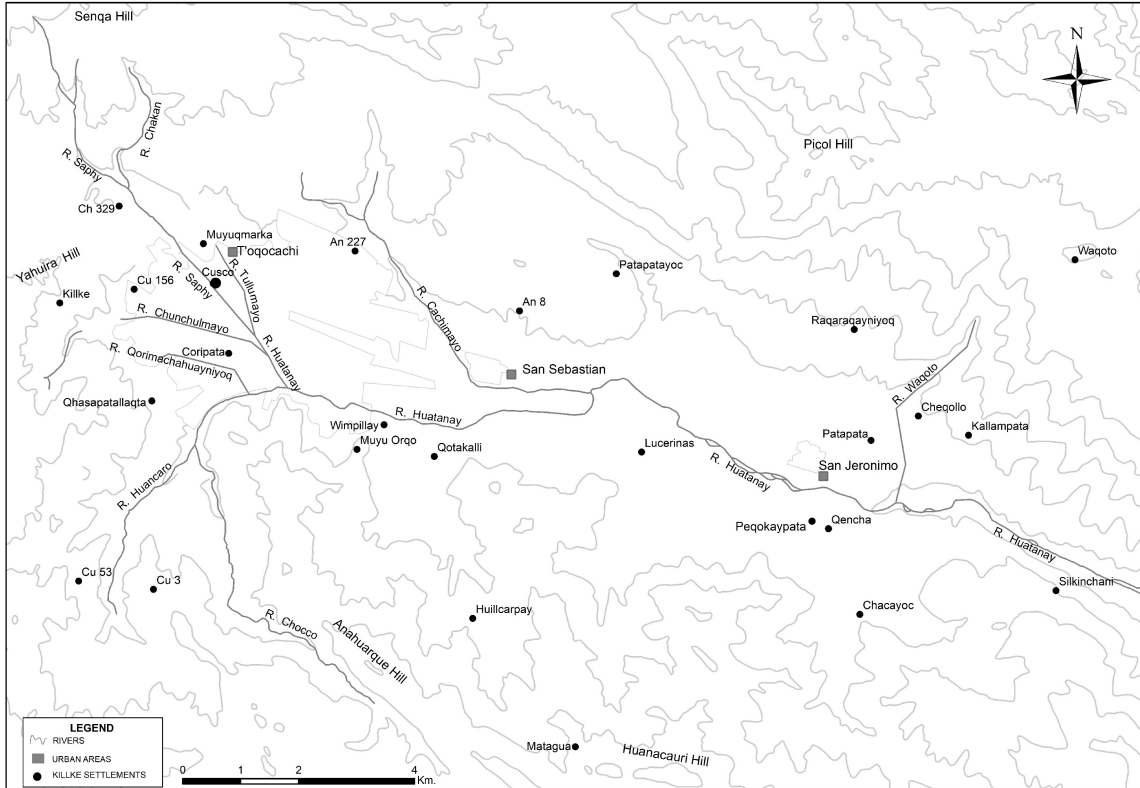 Senqa Hill
N
R. Chakan
Picol Hill
R. Saphy
Ch 329
Muyuqmarka
T'oqocachi
An 227
Waqoto
Yahuira Hill
Cusco
R. Tullumayo
Patapatayoc
Cu 156
R. Saphy
Killke
R. Cachimayo
An 8
R. Chunchulmayo
Raqaraqayniyoq
Coripata
R. Huatanay
R. Qorimachahuayniyoq
San Sebastian
R. Waqoto
Qhasapatallaqta
Cheqollo
R. Huatanay
Wimpillay
Kallampata
Muyu Orqo
Qotakalli
Lucerinas
Patapata
R. Huatanay
San Jeronimo
R. Huancaro
Peqokaypata
Qencha
R. Huatanay
Cu 53
Cu 3
Silkinchani
Huillcarpay
Chacayoc
R. Chocco
Anahuarque Hill
Matagua
Huanacauri Hill
LEGEND
RIVERS
URBAN AREAS
KILLKE SETTLEMENTS
0 2 4
Km.